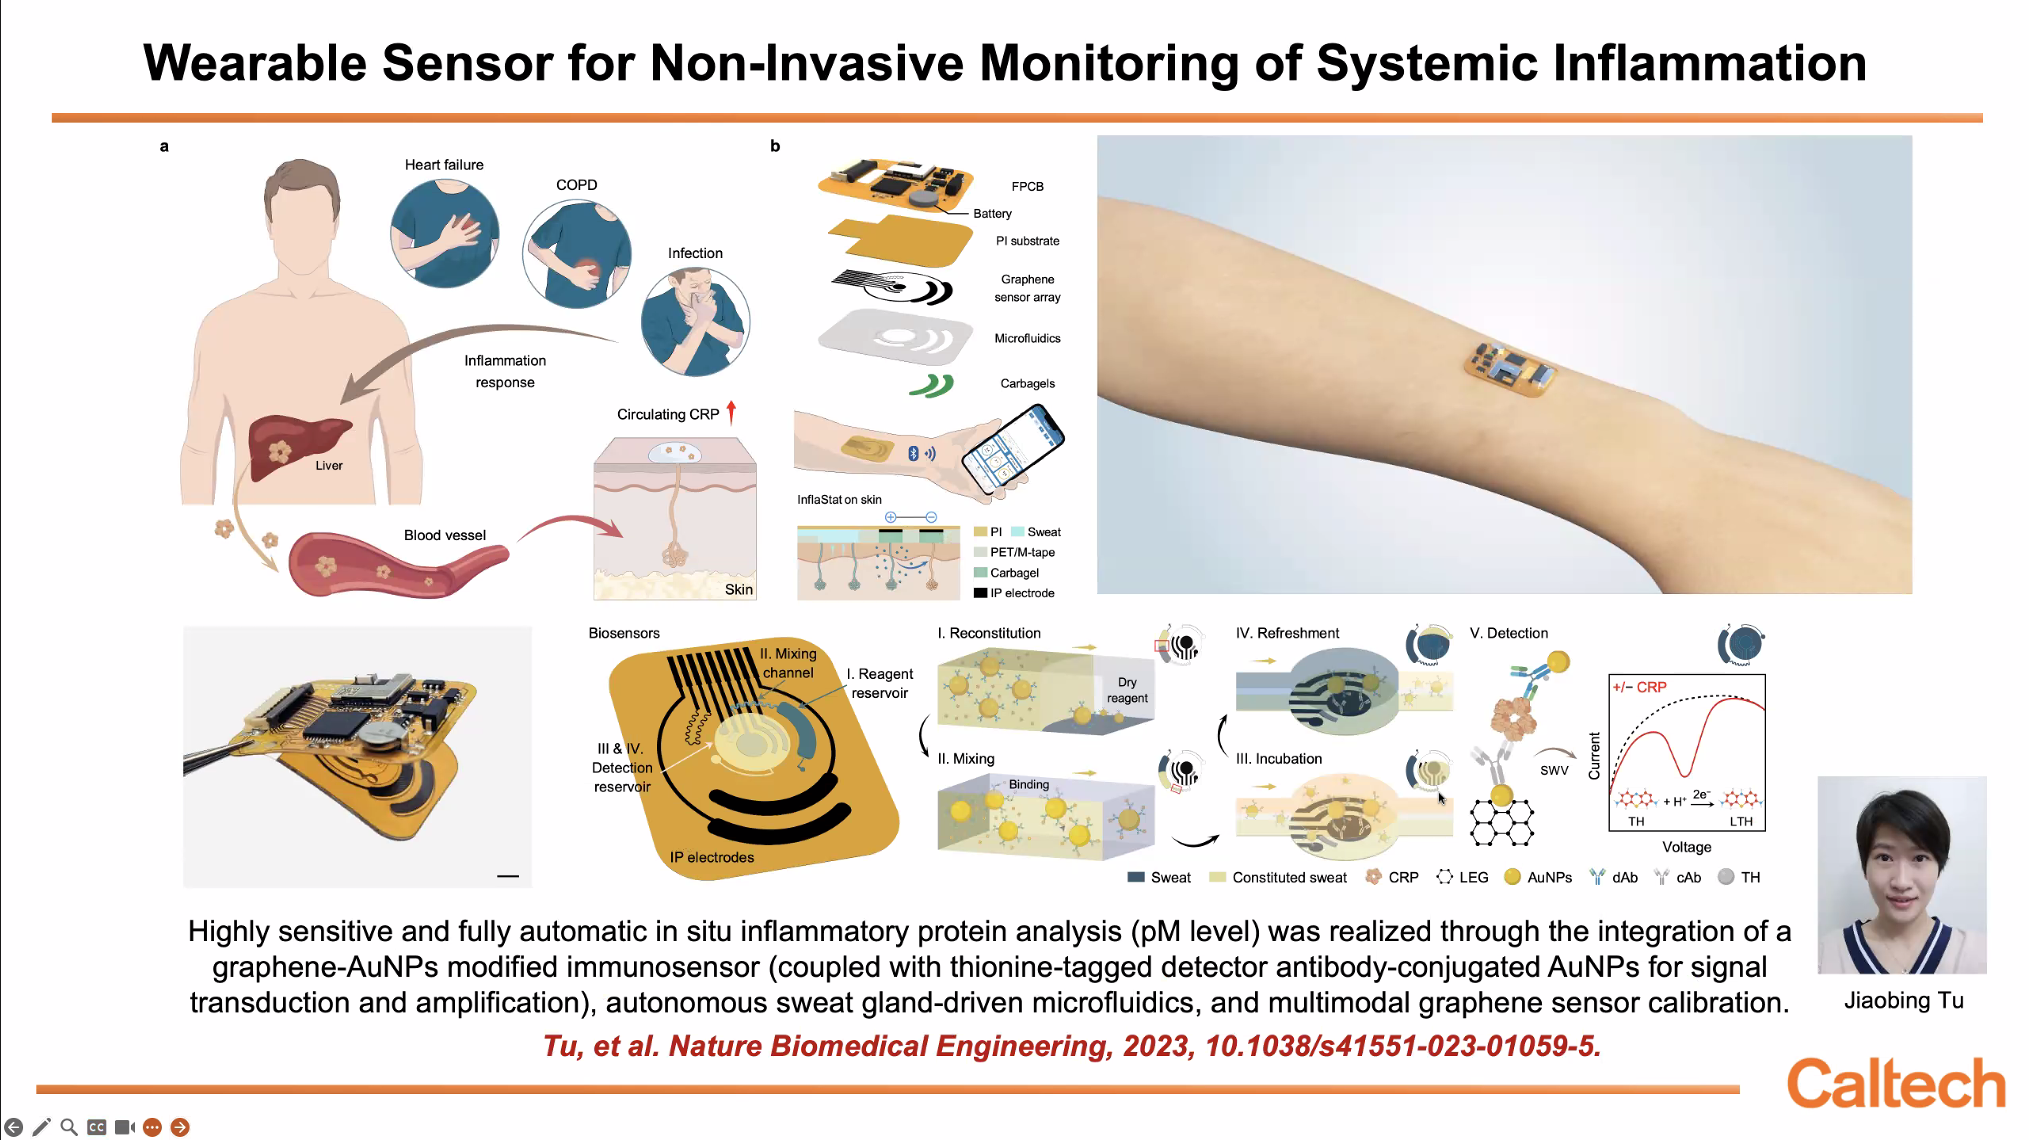 Wearable Sensor for Non-Invasive Monitoring of Systemic Inflammation
a
Heart failure
COPD
Infection
Inflammation
response
Circulating CRP
Liver
Blood vessel
Skin
b
FPCB
Battery
PI substrate
Graphene
sensor array
Microfluidics
Carbagels
InflaStat on skin
+ −
PI Sweat
PET/M-tape
Carbagel
IP electrode
Biosensors
II. Mixing
channel
I. Reagent
reservoir
III & IV.
Detection
reservoir
IP electrodes
I. Reconstitution
Dry
reagent
II. Mixing
Binding
IV. Refreshment
III. Incubation
V. Detection
SWV
+/− CRP
Current
+ H⁺ 2e⁻
TH LTH
Voltage
Sweat Constituted sweat CRP LEG AuNPs dAb cAb TH
Highly sensitive and fully automatic in situ inflammatory protein analysis (pM level) was realized through the integration of a
graphene-AuNPs modified immunosensor (coupled with thionine-tagged detector antibody-conjugated AuNPs for signal
transduction and amplification), autonomous sweat gland-driven microfluidics, and multimodal graphene sensor calibration.
Jiaobing Tu
Tu, et al. Nature Biomedical Engineering, 2023, 10.1038/s41551-023-01059-5.
Caltech
CC